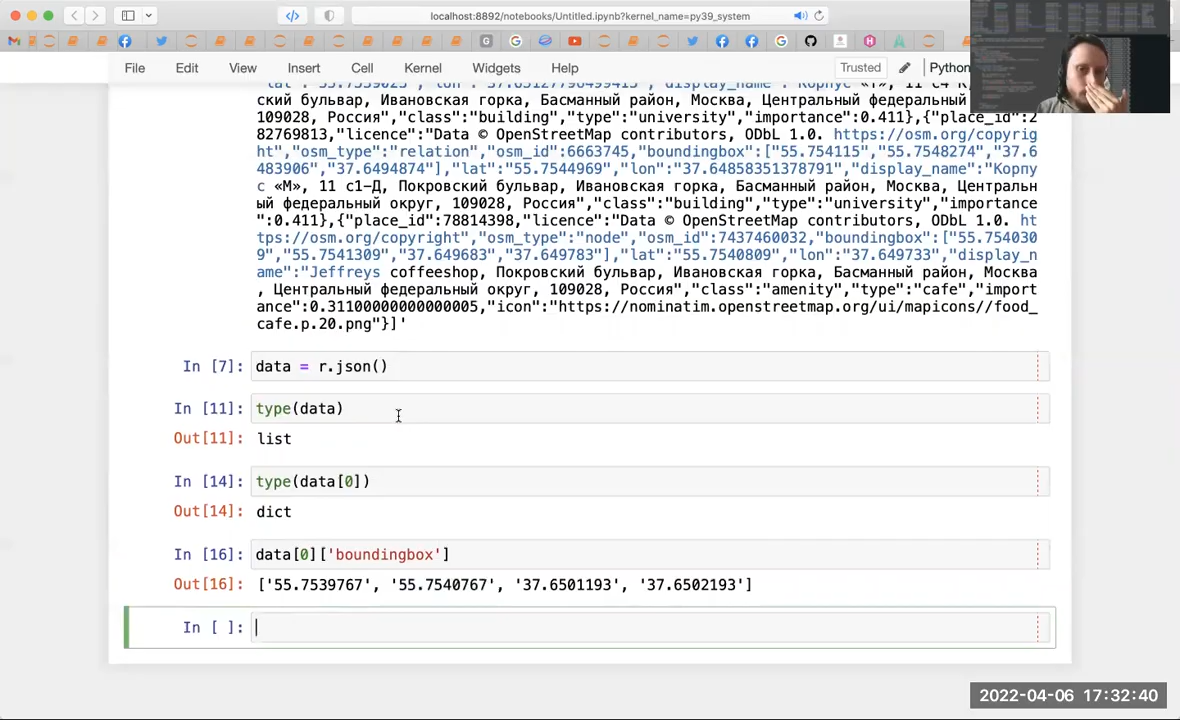 localhost:8892/notebooks/Untitled.ipynb?kernel_name=py39_system
File Edit View Insert Cell Kernel Widgets Help Trusted Python
ский бульвар, Ивановская горка, Басманный район, Москва, Центральный федеральный округ,
109028, Россия","class":"building","type":"university","importance":0.411},{"place_id":2
82769813,"licence":"Data © OpenStreetMap contributors, ODbL 1.0. https://osm.org/copyrig
ht","osm_type":"relation","osm_id":6663745,"boundingbox":["55.754115","55.7548274","37.6
483906","37.6494874"],"lat":"55.7544969","lon":"37.64858351378791","display_name":"Корпу
с «М», 11 с1-Д, Покровский бульвар, Ивановская горка, Басманный район, Москва, Центральн
ый федеральный округ, 109028, Россия","class":"building","type":"university","importance
":0.411},{"place_id":78814398,"licence":"Data © OpenStreetMap contributors, ODbL 1.0. ht
tps://osm.org/copyright","osm_type":"node","osm_id":7437460032,"boundingbox":["55.754030
9","55.7541309","37.649683","37.649783"],"lat":"55.7540809","lon":"37.649733","display_n
ame":"Jeffreys coffeeshop, Покровский бульвар, Ивановская горка, Басманный район, Москва
, Центральный федеральный округ, 109028, Россия","class":"amenity","type":"cafe","import
ance":0.31100000000000005,"icon":"https://nominatim.openstreetmap.org/ui/mapicons//food_
cafe.p.20.png"}]'
In [7]: data = r.json()
In [11]: type(data)
Out[11]: list
In [14]: type(data[0])
Out[14]: dict
In [16]: data[0]['boundingbox']
Out[16]: ['55.7539767', '55.7540767', '37.6501193', '37.6502193']
In [ ]:
2022-04-06 17:32:40